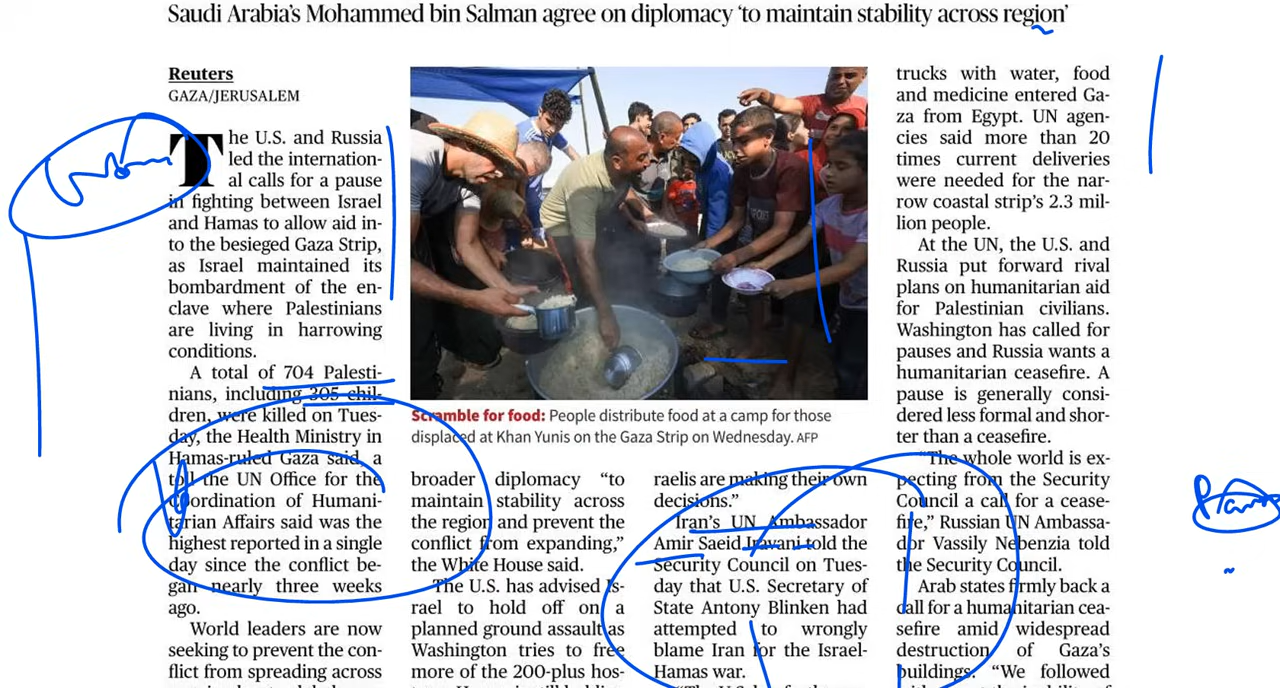 Saudi Arabia's Mohammed bin Salman agree on diplomacy 'to maintain stability across region'
Reuters
GAZA/JERUSALEM
The U.S. and Russia
led the internation-
al calls for a pause
in fighting between Israel
and Hamas to allow aid in-
to the besieged Gaza Strip,
as Israel maintained its
bombardment of the en-
clave where Palestinians
are living in harrowing
conditions.
A total of 704 Palesti-
nians, including 305 chil-
dren, were killed on Tues-
day, the Health Ministry in
Hamas-ruled Gaza said, a
toll the UN Office for the
Coordination of Humani-
tarian Affairs said was the
highest reported in a single
day since the conflict be-
gan nearly three weeks
ago.
World leaders are now
seeking to prevent the con-
flict from spreading across
Scramble for food: People distribute food at a camp for those
displaced at Khan Yunis on the Gaza Strip on Wednesday. AFP
broader diplomacy "to
maintain stability across
the region and prevent the
conflict from expanding,"
the White House said.
The U.S. has advised Is-
rael to hold off on a
planned ground assault as
Washington tries to free
more of the 200-plus hos-
raelis are making their own
decisions."
Iran's UN Ambassador
Amir Saeid Iravani told the
Security Council on Tues-
day that U.S. Secretary of
State Antony Blinken had
attempted to wrongly
blame Iran for the Israel-
Hamas war.
trucks with water, food
and medicine entered Ga-
za from Egypt. UN agen-
cies said more than 20
times current deliveries
were needed for the nar-
row coastal strip's 2.3 mil-
lion people.
At the UN, the U.S. and
Russia put forward rival
plans on humanitarian aid
for Palestinian civilians.
Washington has called for
pauses and Russia wants a
humanitarian ceasefire. A
pause is generally consi-
dered less formal and shor-
ter than a ceasefire.
"The whole world is ex-
pecting from the Security
Council a call for a cease-
fire," Russian UN Ambassa-
dor Vassily Nebenzia told
the Security Council.
Arab states firmly back a
call for a humanitarian cea-
sefire amid widespread
destruction of Gaza's
buildings. "We followed